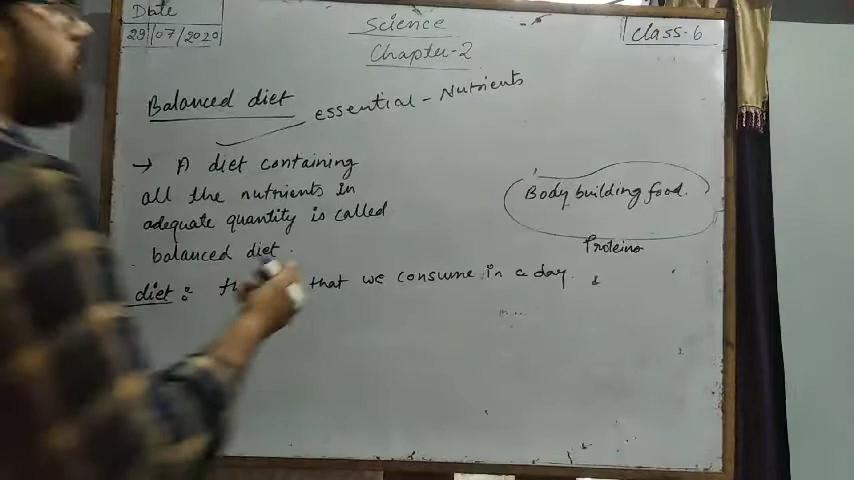 Date
29/07/2020
Science
Chapter-2
Class-6
Balanced diet
essential - Nutrients
→ A diet containing
all the nutrients in
adequate quantity is called
balanced diet.
Body building food.
Proteins
diet: that we consume in a day.